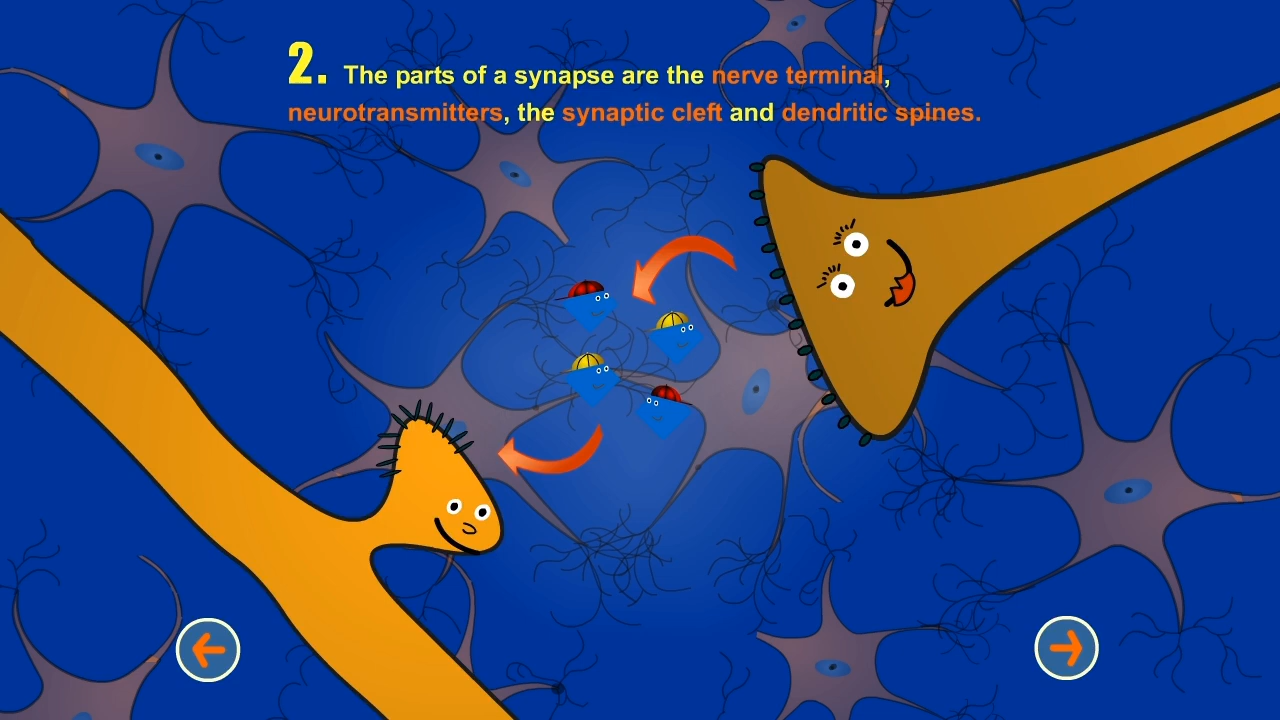 2. The parts of a synapse are the nerve terminal,
neurotransmitters, the synaptic cleft and dendritic spines.